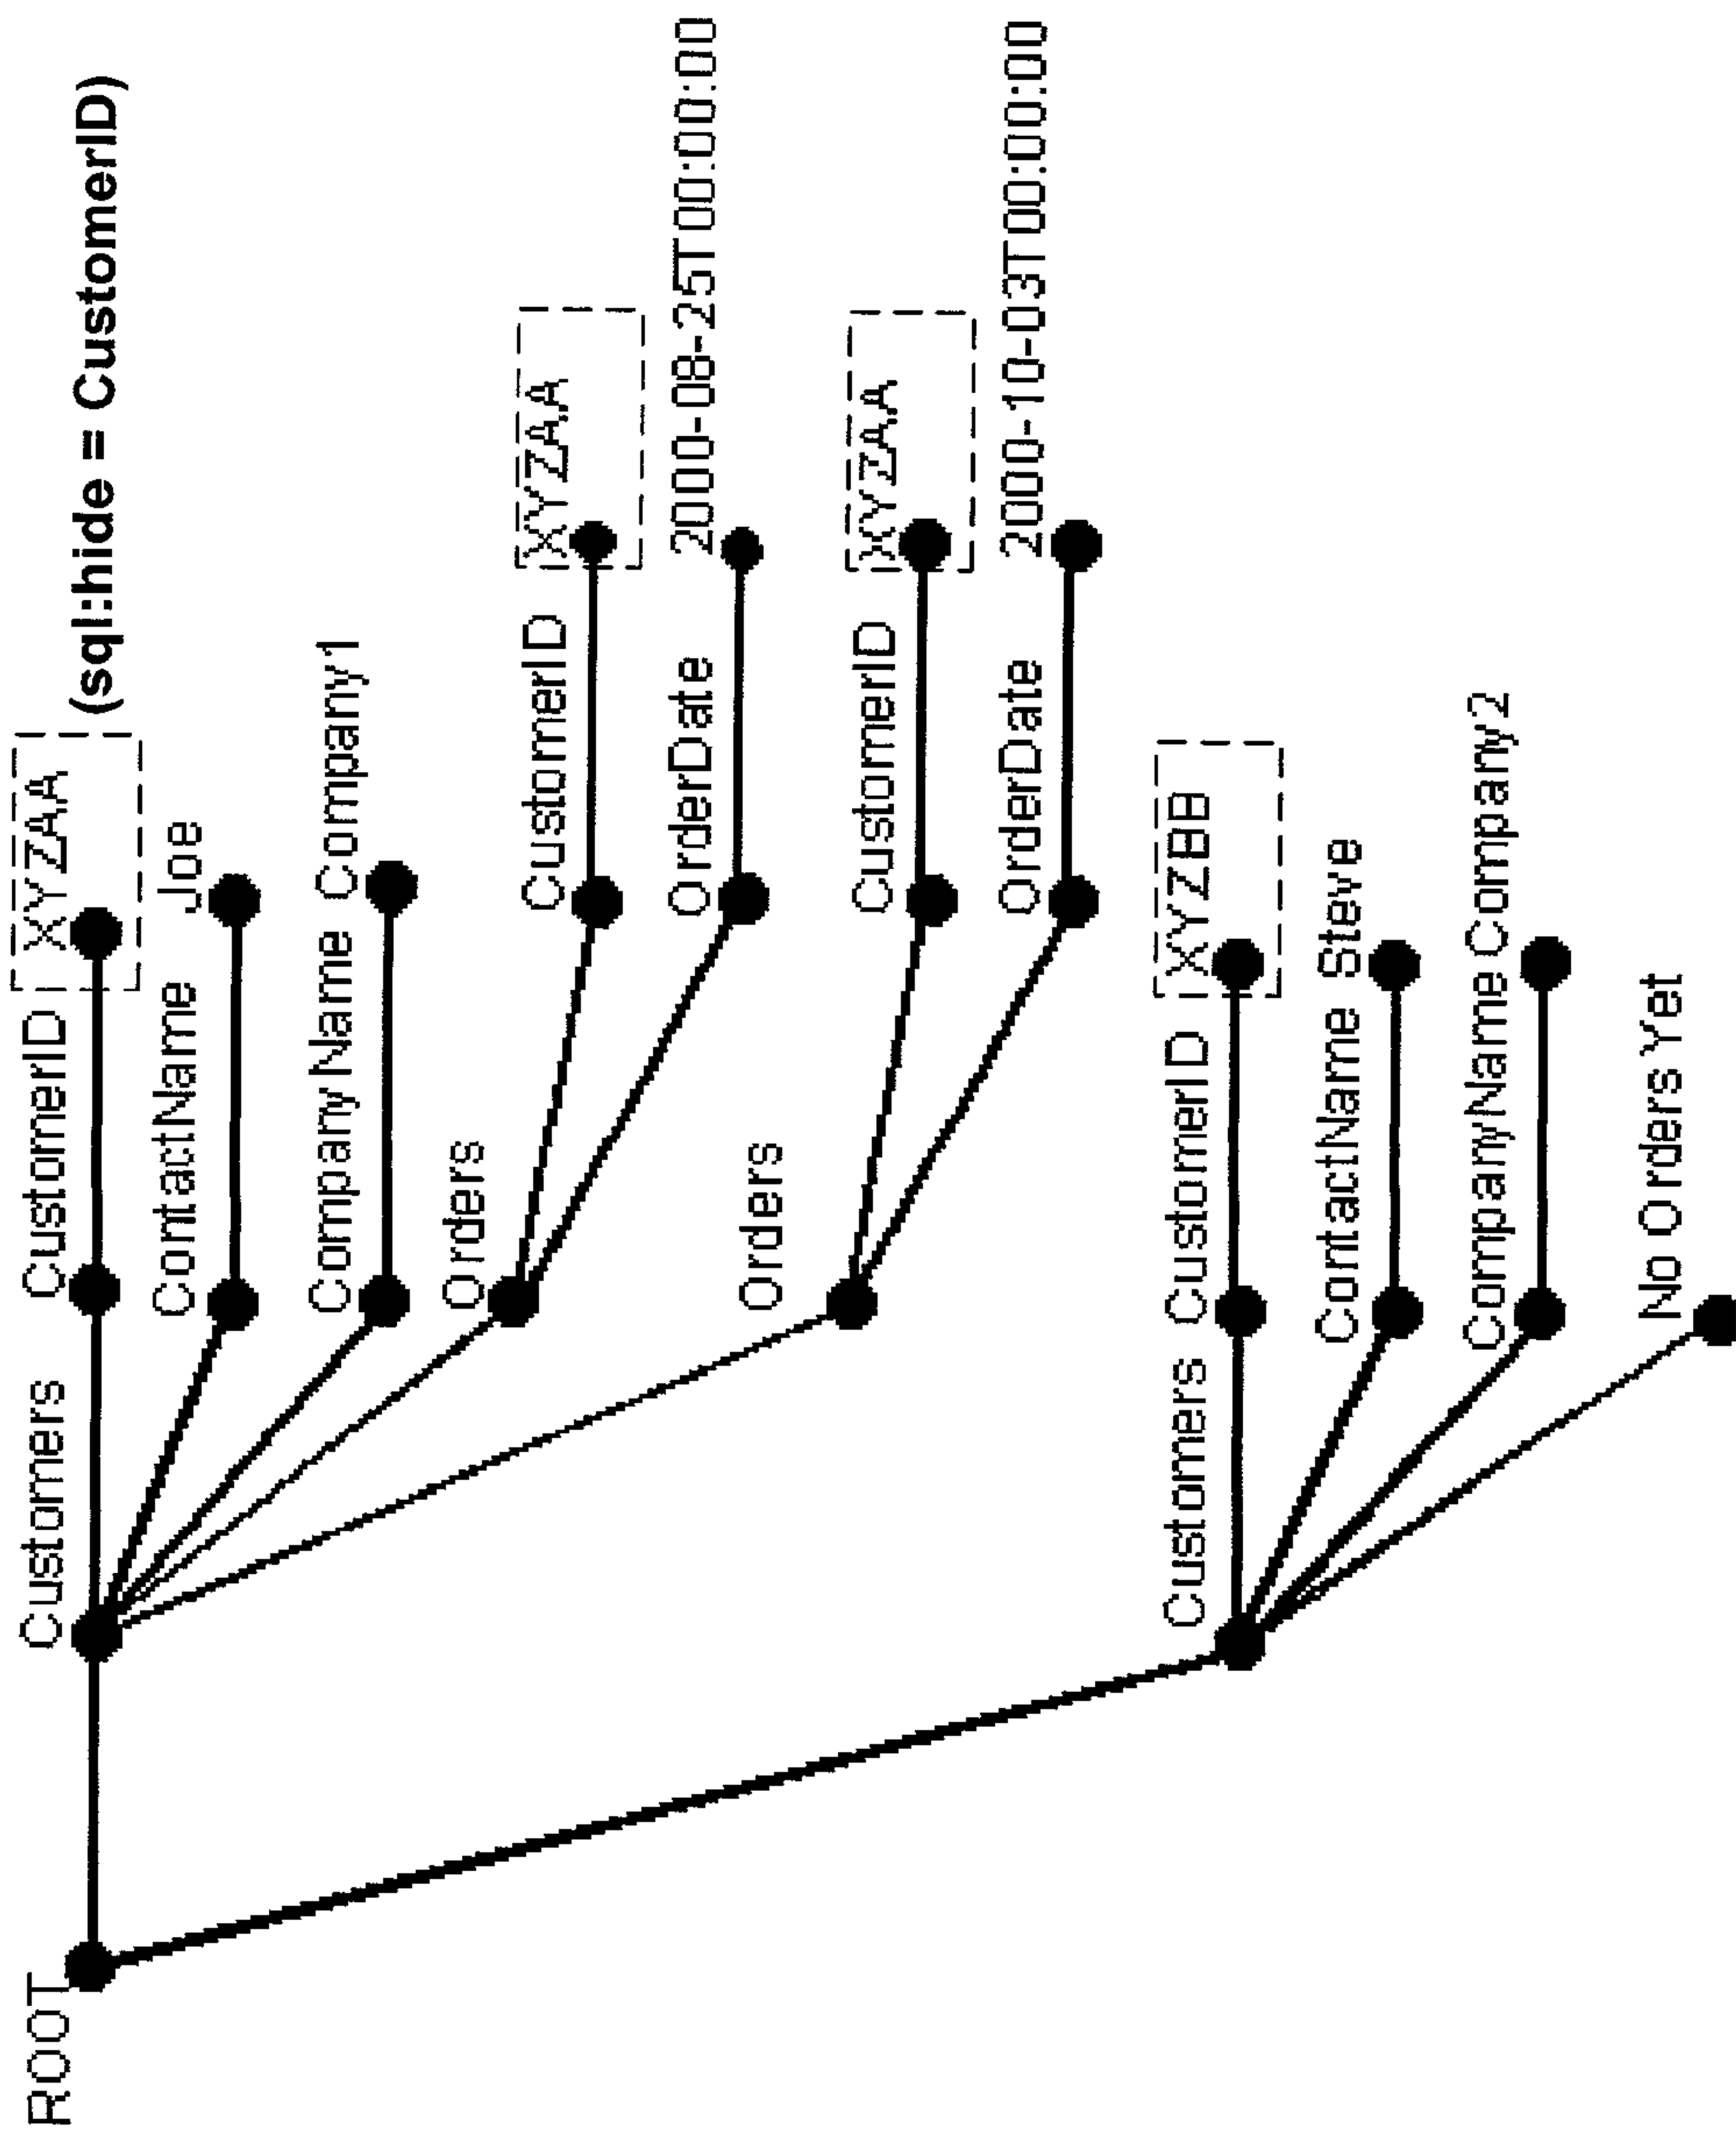 ROOT
Customers
CustomerID
XYZAA
(sql:hide = CustomerID)
ContactName
Joe
Company Name
Company1
Orders
CustomerID
XYZAA
OrderDate
2000-08-25T00:00:00
Orders
CustomerID
XYZAA
OrderDate
2000-10-03T00:00:00
Customers
CustomerID
XYZBB
ContactName
Steve
CompanyName
Company2
No Orders Yet